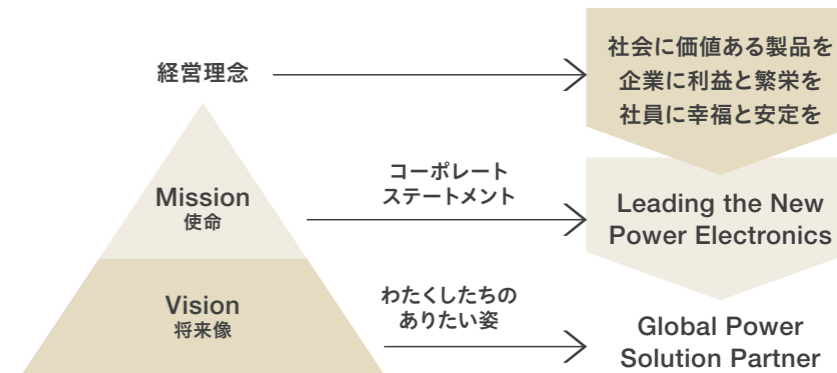 経営理念
社会に価値ある製品を
企業に利益と繁栄を
社員に幸福と安定を
Mission
使命
コーポレート
ステートメント
Leading the New
Power Electronics
Vision
将来像
わたくしたちの
ありたい姿
Global Power
Solution Partner